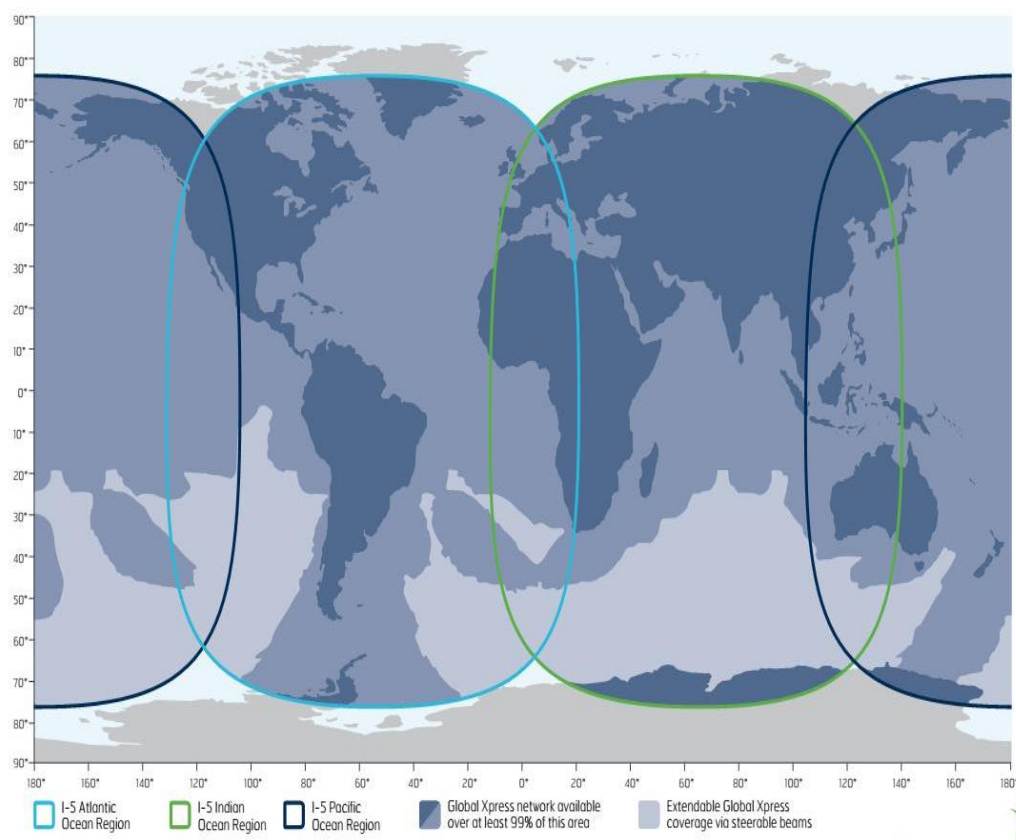 90°
80°
70°
60°
50°
40°
30°
20°
10°
0°
10°
20°
30°
40°
50°
60°
70°
80°
90°
180° 160° 140° 120° 100° 80° 60° 40° 20° 0° 20° 40° 60° 80° 100° 120° 140° 160° 180°
I-5 Atlantic
Ocean Region
I-5 Indian
Ocean Region
I-5 Pacific
Ocean Region
Global Xpress network available
over at least 99% of this area
Extendable Global Xpress
coverage via steerable beams